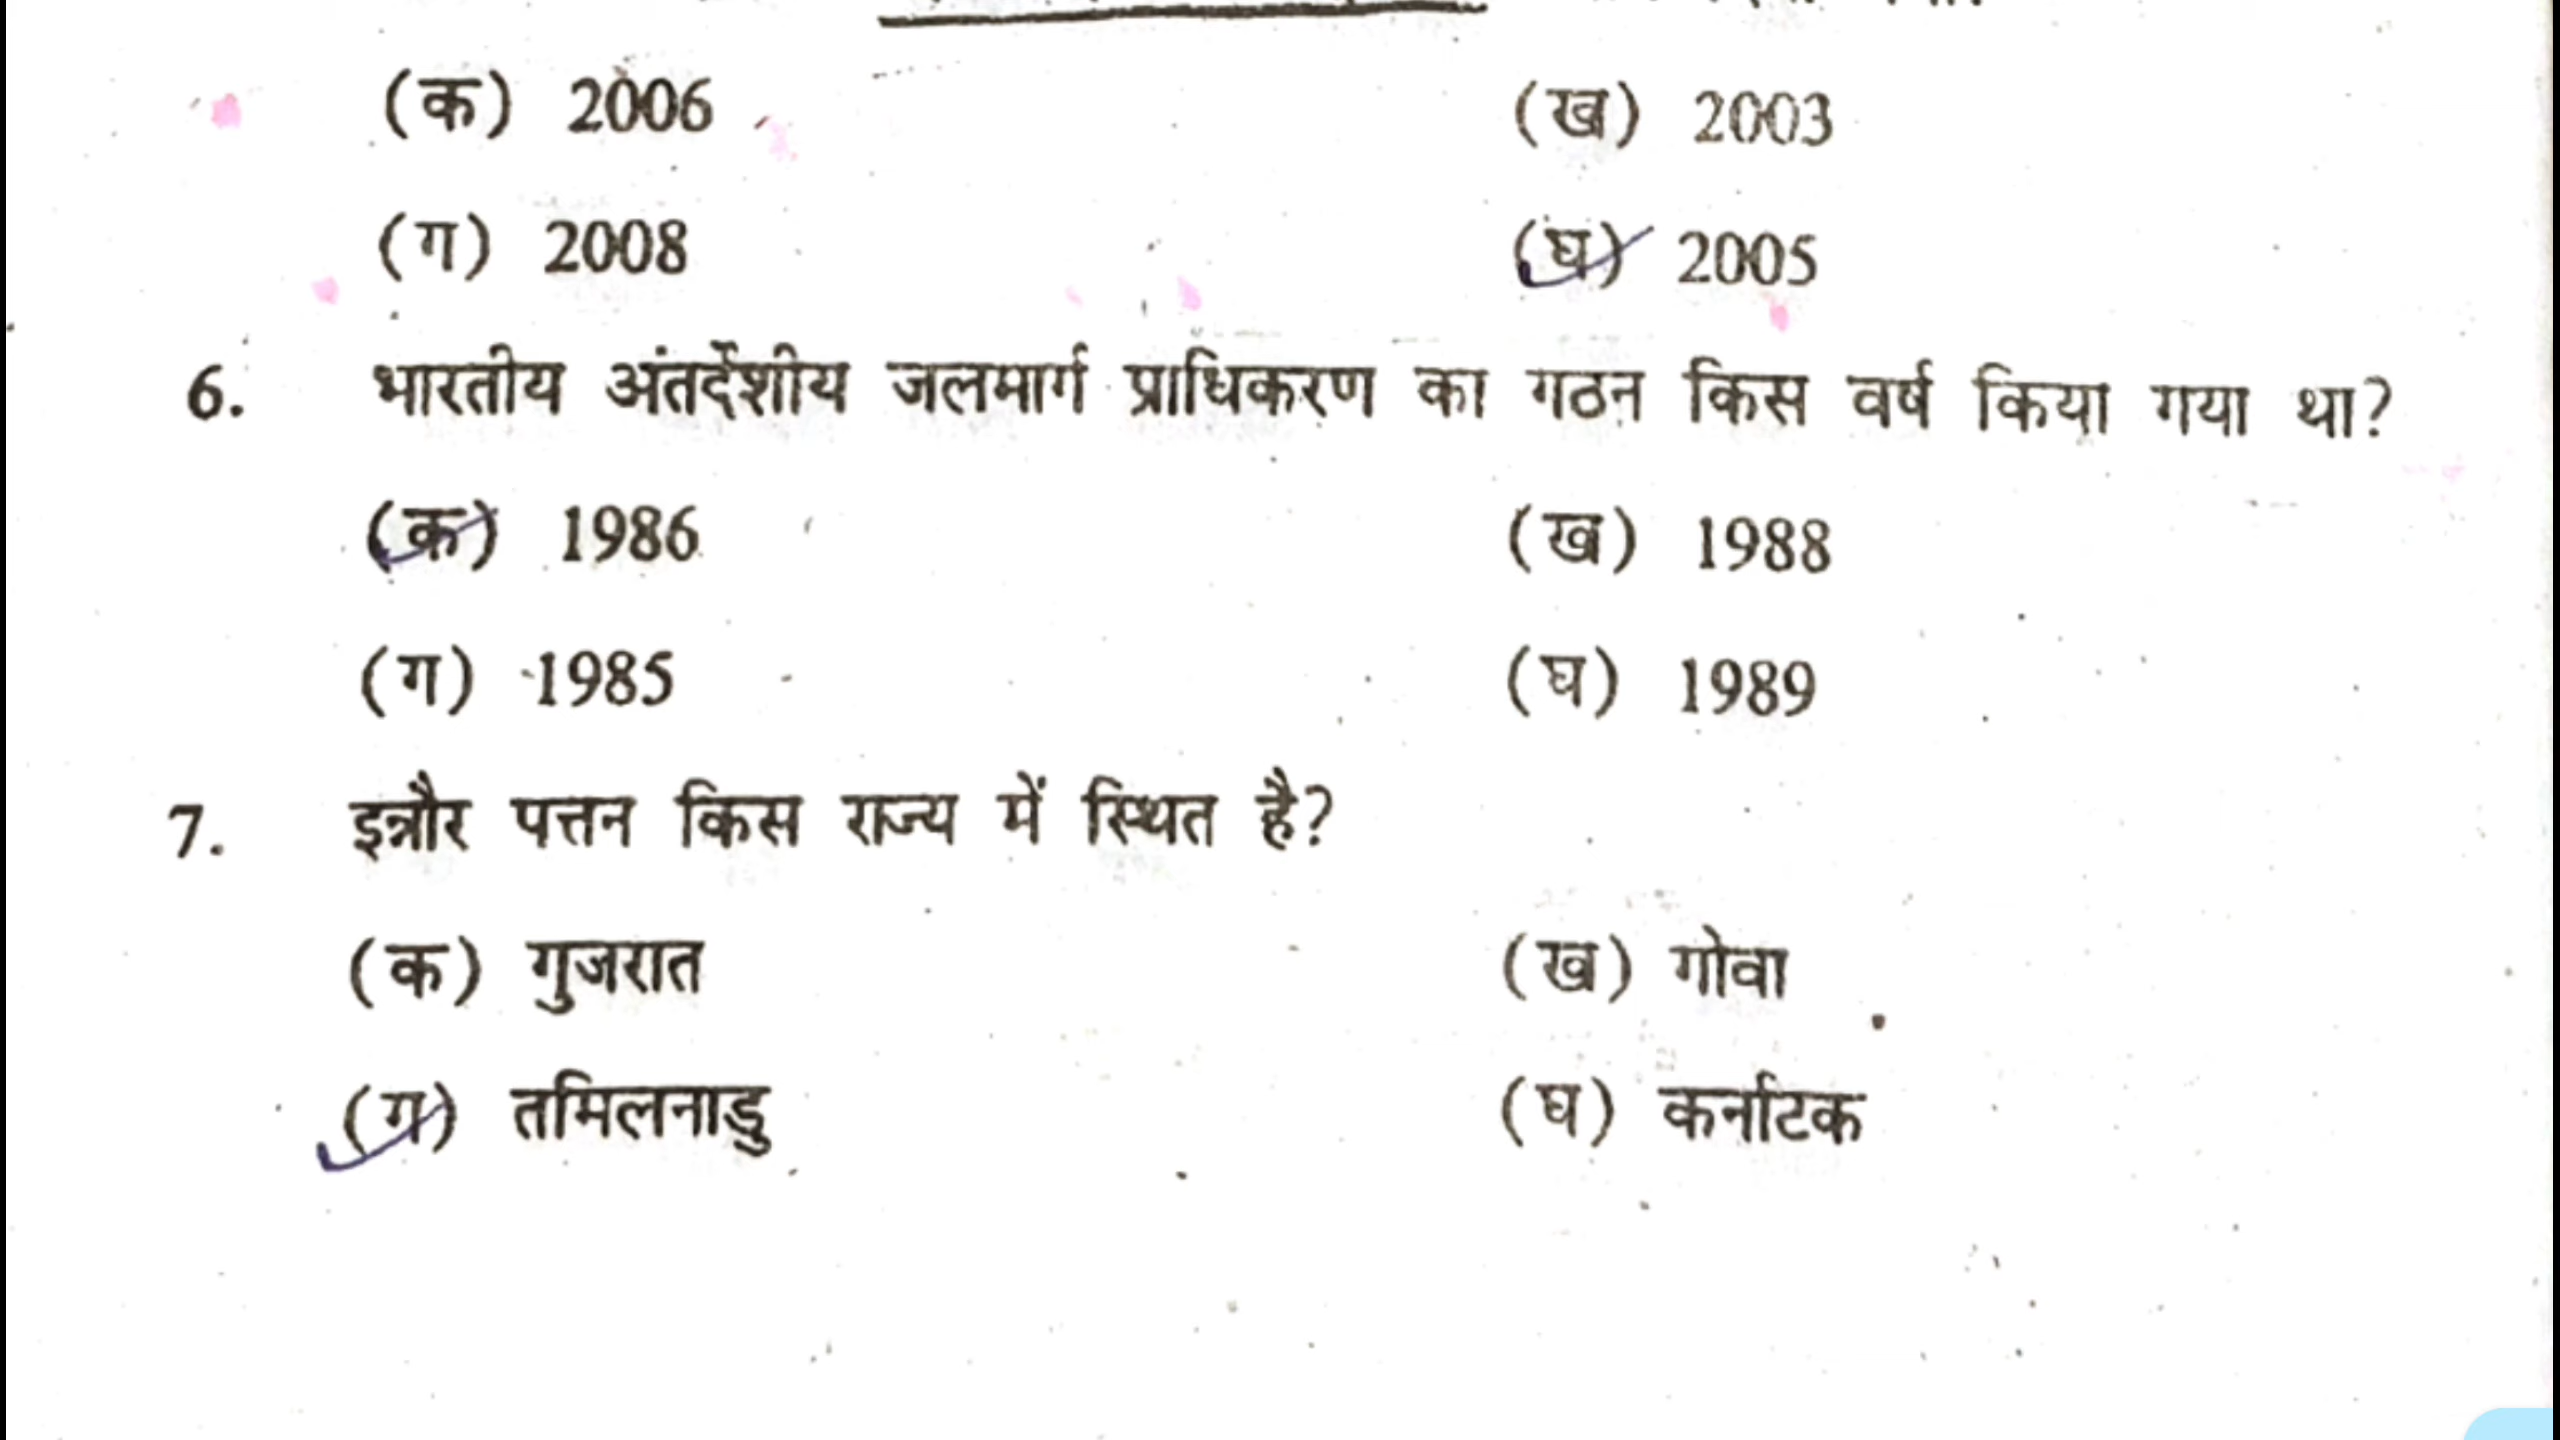 (क) 2006 (ख) 2003
(ग) 2008 (घ) 2005
6. भारतीय अंतर्देशीय जलमार्ग प्राधिकरण का गठन किस वर्ष किया गया था?
(क) 1986 (ख) 1988
(ग) 1985 (घ) 1989
7. इन्नौर पत्तन किस राज्य में स्थित है?
(क) गुजरात (ख) गोवा
(ग) तमिलनाडु (घ) कर्नाटक